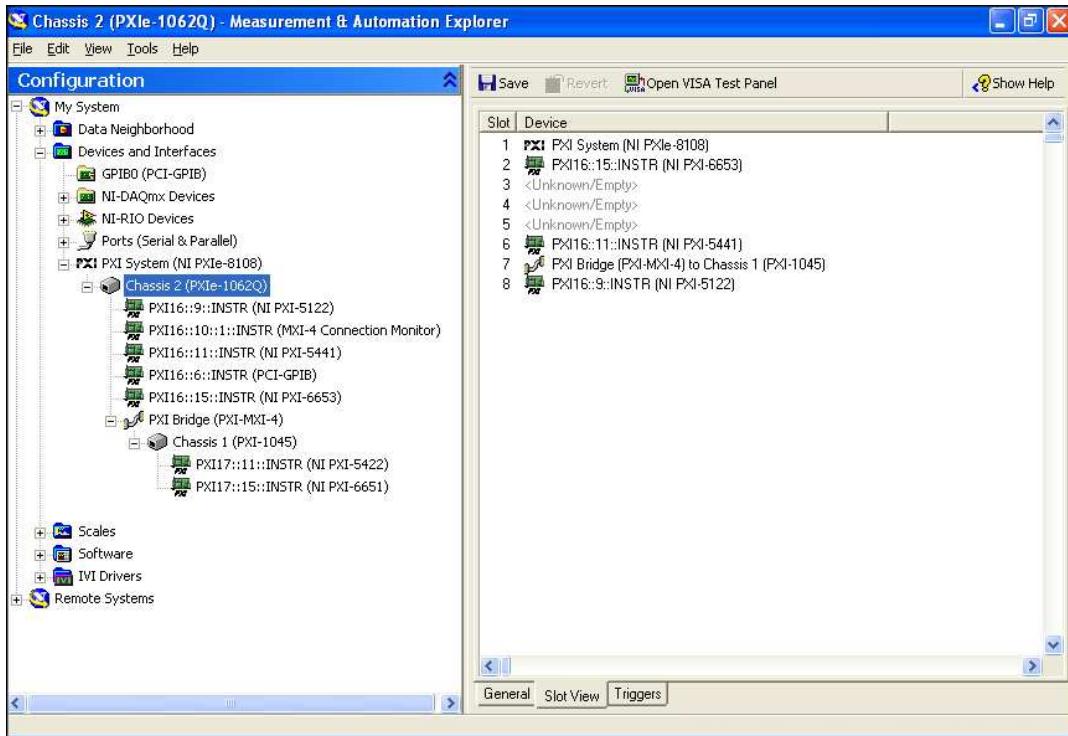 Chassis 2 (PXIe-1062Q) - Measurement & Automation Explorer
File Edit View Tools Help
Configuration
My System
Data Neighborhood
Devices and Interfaces
GPIB0 (PCI-GPIB)
NI-DAQmx Devices
NI-RIO Devices
Ports (Serial & Parallel)
PXI PXI System (NI PXIe-8108)
Chassis 2 (PXIe-1062Q)
PXI16::9::INSTR (NI PXI-5122)
PXI16::10::1::INSTR (MXI-4 Connection Monitor)
PXI16::11::INSTR (NI PXI-5441)
PXI16::6::INSTR (PCI-GPIB)
PXI16::15::INSTR (NI PXI-6653)
PXI Bridge (PXI-MXI-4)
Chassis 1 (PXI-1045)
PXI17::11::INSTR (NI PXI-5422)
PXI17::15::INSTR (NI PXI-6651)
Scales
Software
IVI Drivers
Remote Systems
Save Revert Open VISA Test Panel Show Help
Slot Device
1 PXI PXI System (NI PXIe-8108)
2 PXI16::15::INSTR (NI PXI-6653)
3 <Unknown/Empty>
4 <Unknown/Empty>
5 <Unknown/Empty>
6 PXI16::11::INSTR (NI PXI-5441)
7 PXI Bridge (PXI-MXI-4) to Chassis 1 (PXI-1045)
8 PXI16::9::INSTR (NI PXI-5122)
General Slot View Triggers